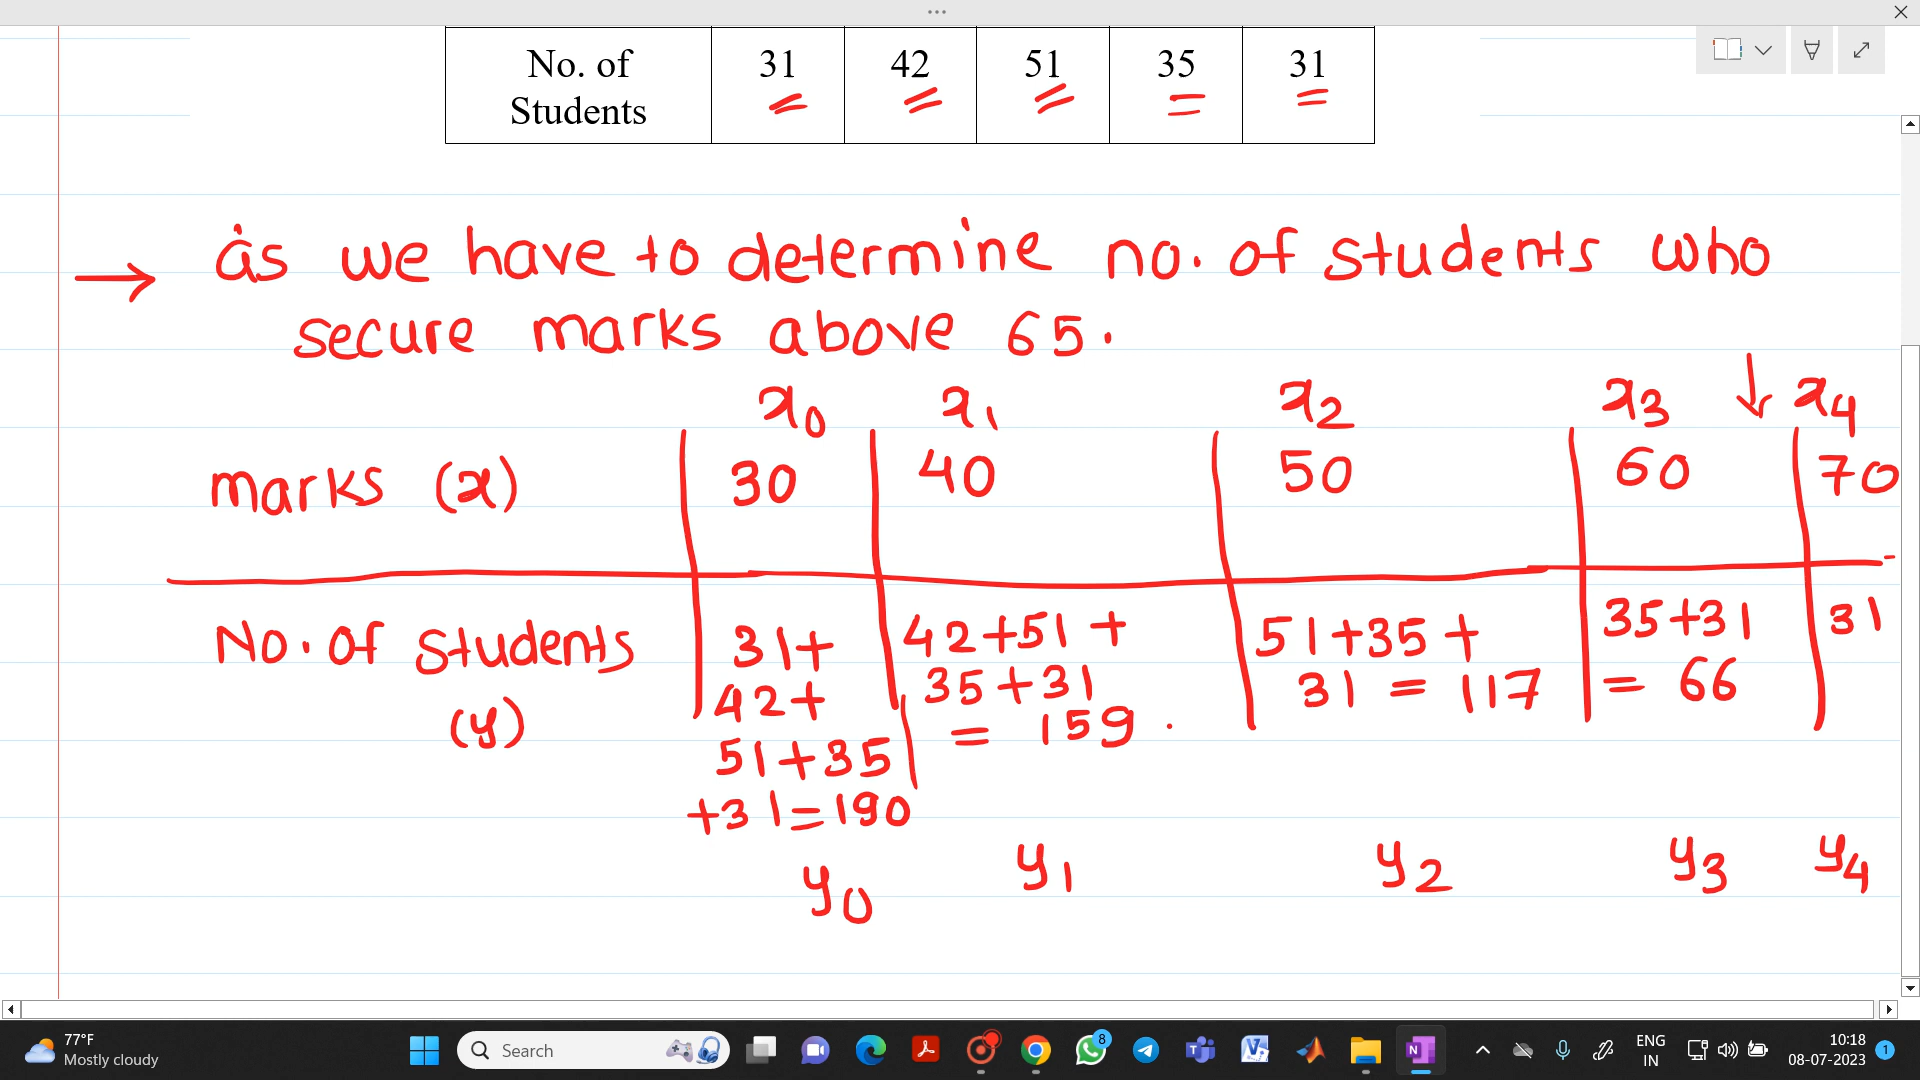 No. of Students 31 42 51 35 31
→ as we have to determine no. of students who
secure marks above 65.
x0 x1 x2 x3 ↓ x4
marks (x) 30 40 50 60 70
No. of students (y)
31+
42+
51+35
+31=190
42+51+
35+31
= 159.
51+35+
31 = 117
35+31
= 66
31
y0 y1 y2 y3 y4
77°F
Mostly cloudy
Search
8
ENG
IN
10:18
08-07-2023
1